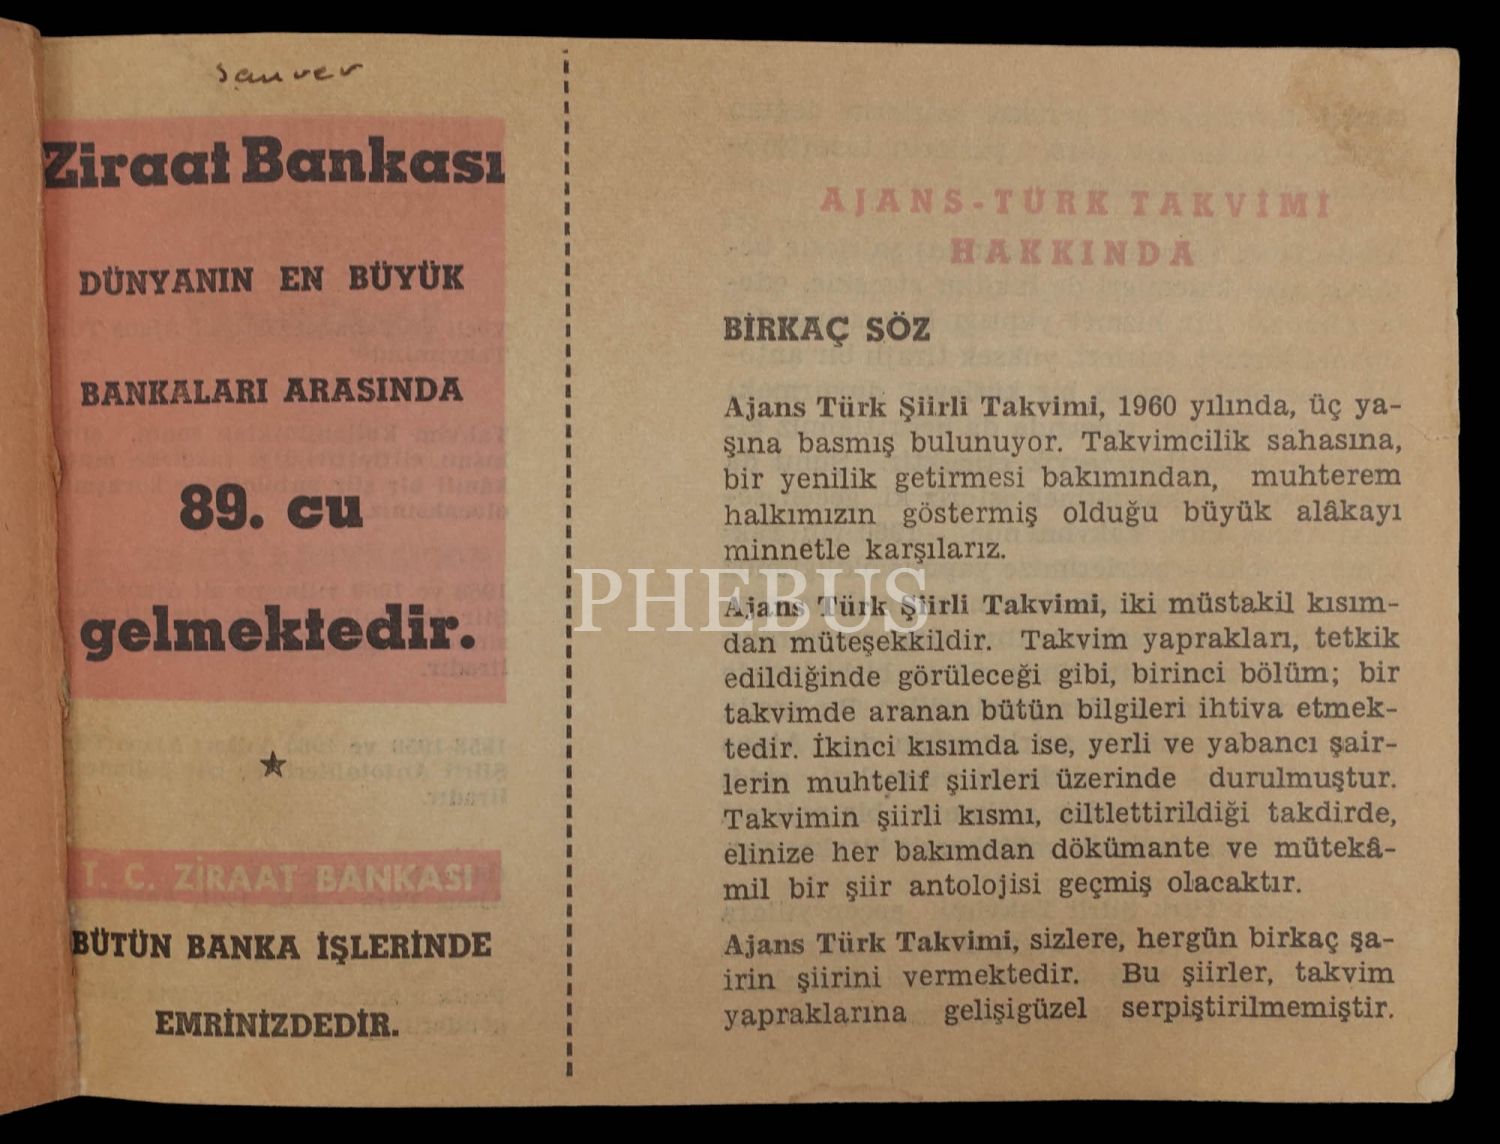 Ziraat Bankası
DÜNYANIN EN BÜYÜK
BANKALARI ARASINDA
89. cu
gelmektedir.
T. C. ZİRAAT BANKASI
BÜTÜN BANKA İŞLERİNDE
EMRİNİZDEDİR.
AJANS-TÜRK TAKVİMİ
HAKKINDA
BİRKAÇ SÖZ
Ajans Türk Şiirli Takvimi, 1960 yılında, üç ya-
şına basmış bulunuyor. Takvimcilik sahasına,
bir yenilik getirmesi bakımından, muhterem
halkımızın göstermiş olduğu büyük alâkayı
minnetle karşılarız.
PHEBUS
Ajans Türk Şiirli Takvimi, iki müstakil kısım-
dan müteşekkildir. Takvim yaprakları, tetkik
edildiğinde görüleceği gibi, birinci bölüm; bir
takvimde aranan bütün bilgileri ihtiva etmek-
tedir. İkinci kısımda ise, yerli ve yabancı şair-
lerin muhtelif şiirleri üzerinde durulmuştur.
Takvimin şiirli kısmı, ciltlettirildiği takdirde,
elinize her bakımdan dökümante ve mütekâ-
mil bir şiir antolojisi geçmiş olacaktır.
Ajans Türk Takvimi, sizlere, hergün birkaç şa-
irin şiirini vermektedir. Bu şiirler, takvim
yapraklarına gelişigüzel serpiştirilmemiştir.